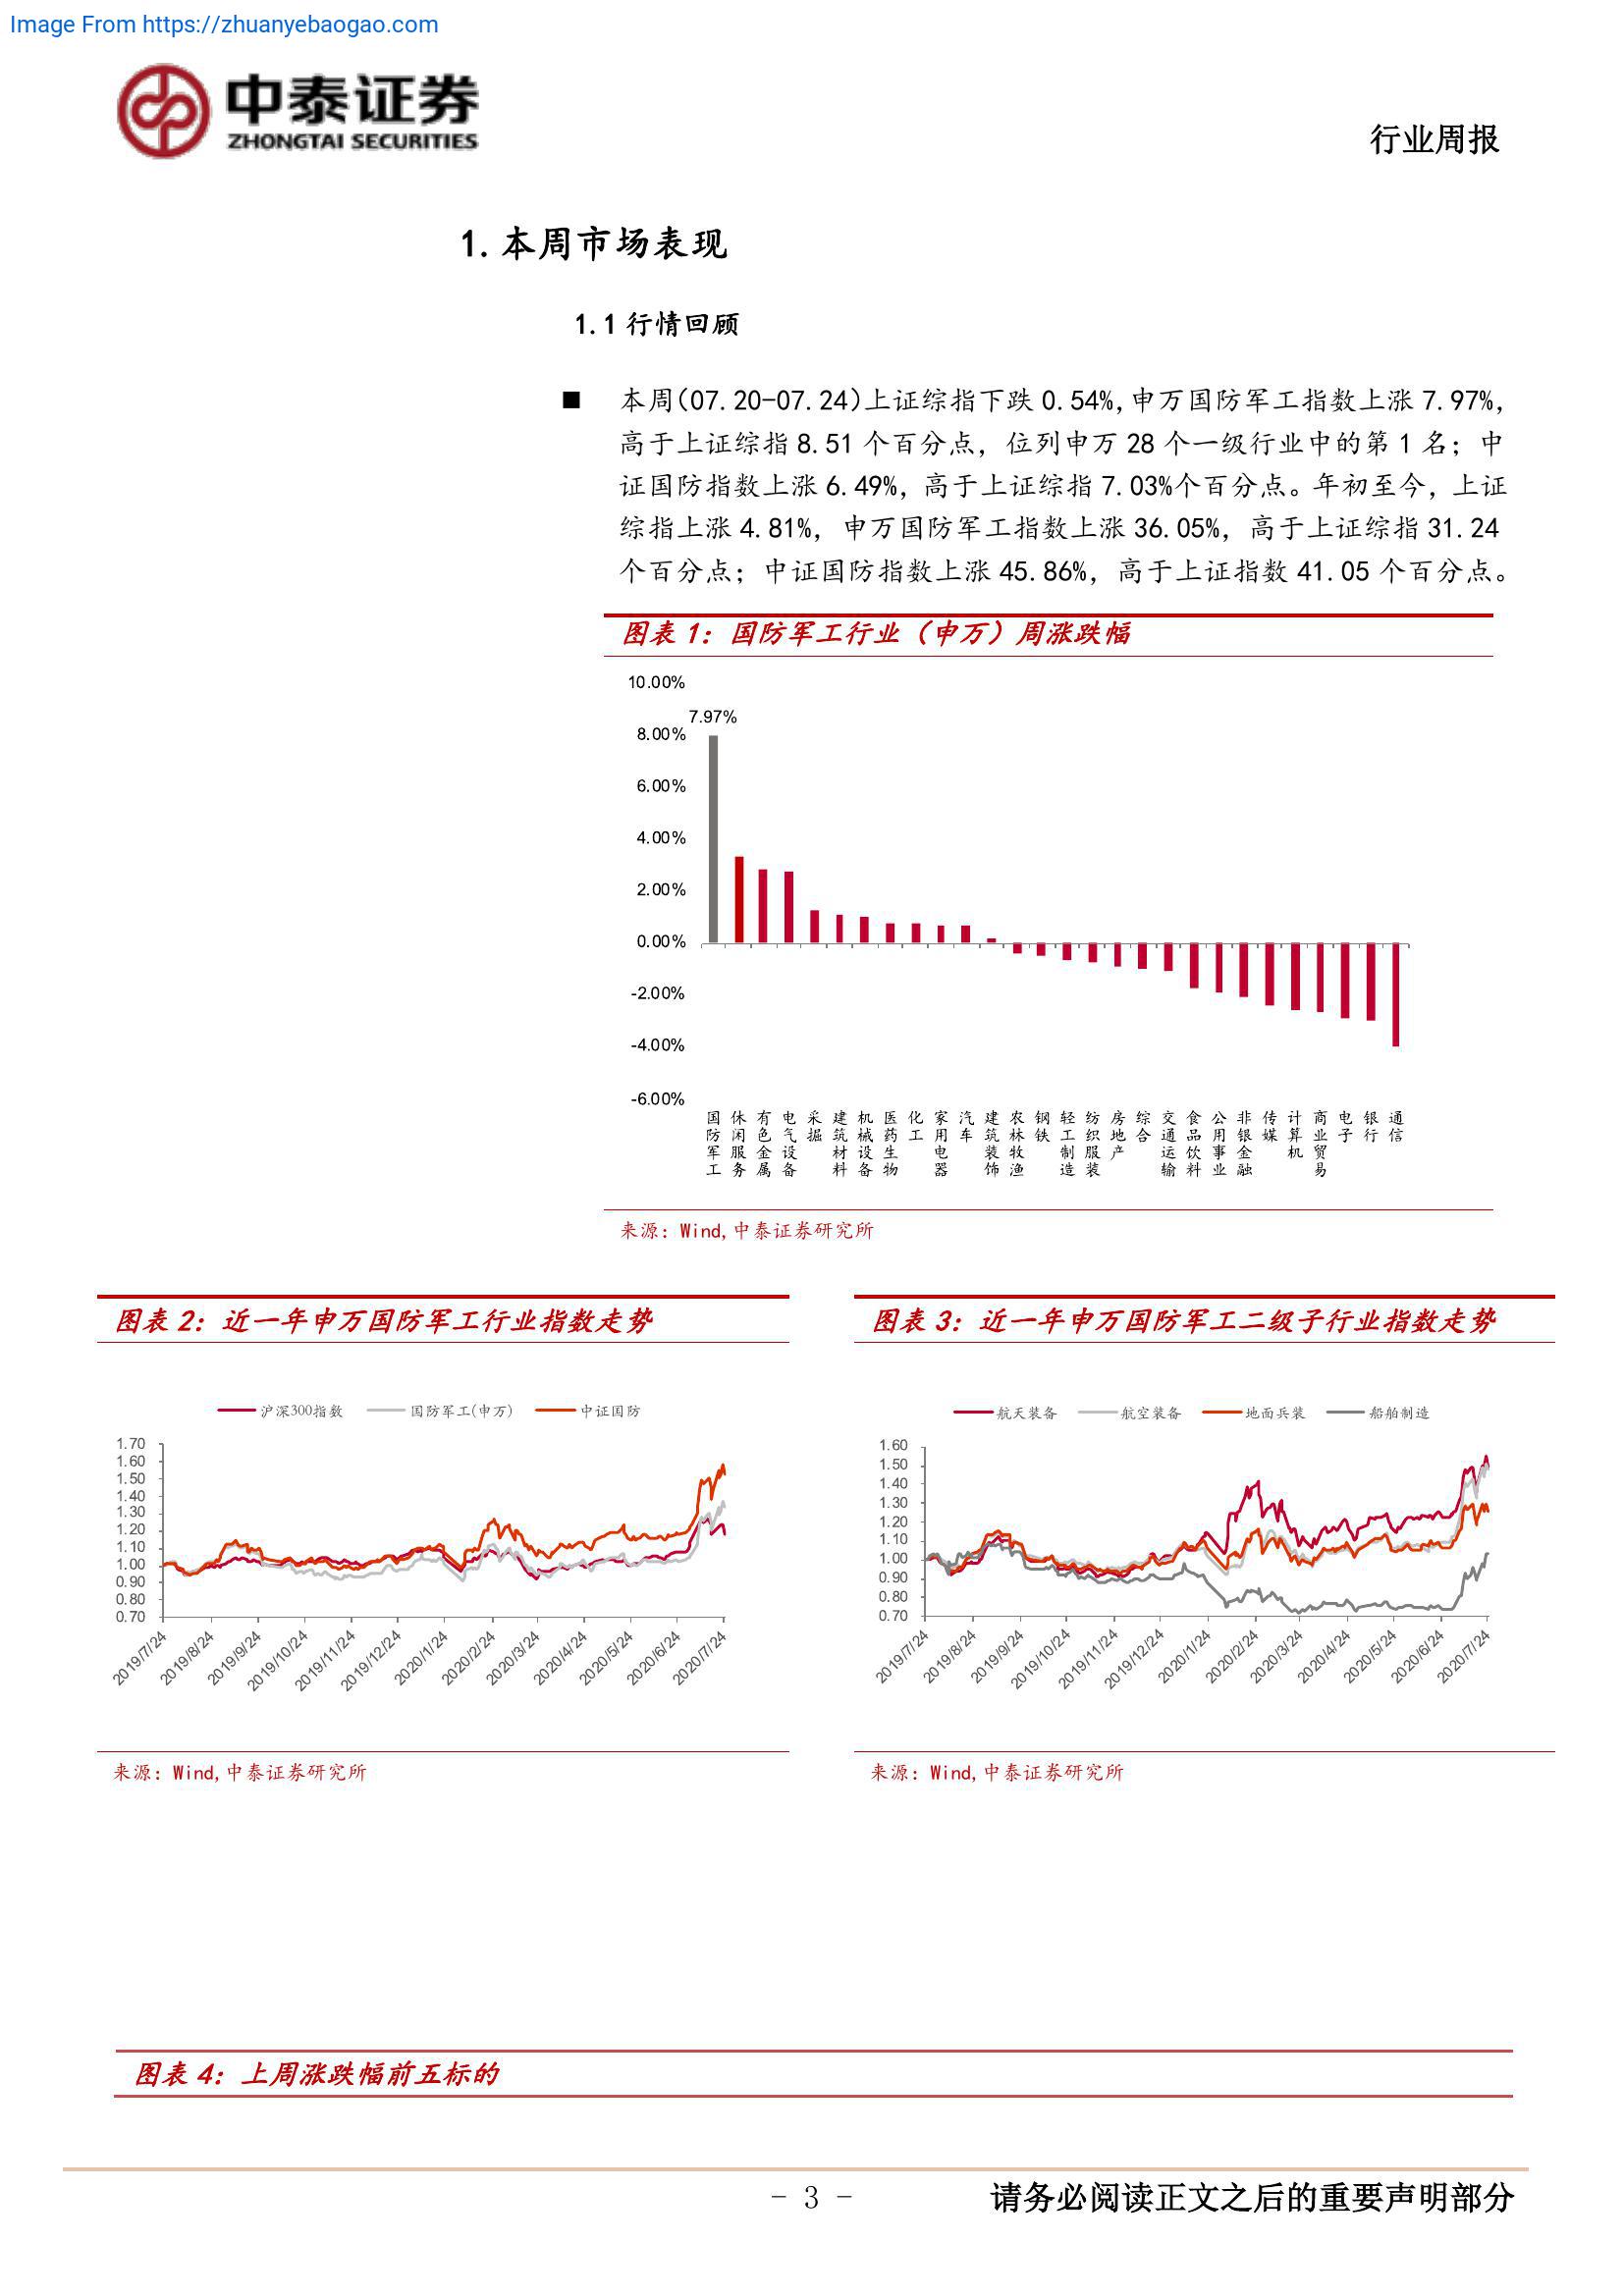 Image From https://zhuanyebaogao.com
中泰证券
ZHONGTAI SECURITIES
行业周报
1.本周市场表现
1.1 行情回顾
■ 本周(07.20-07.24)上证综指下跌 0.54%,申万国防军工指数上涨 7.97%,
高于上证综指 8.51 个百分点，位列申万 28 个一级行业中的第 1 名；中
证国防指数上涨 6.49%，高于上证综指 7.03%个百分点。年初至今，上证
综指上涨 4.81%，申万国防军工指数上涨 36.05%，高于上证综指 31.24
个百分点；中证国防指数上涨 45.86%，高于上证指数 41.05 个百分点。
图表 1：国防军工行业（申万）周涨跌幅
10.00%
7.97%
8.00%
6.00%
4.00%
2.00%
0.00%
-2.00%
-4.00%
-6.00%
国防军工 休闲服务 有色金属 电气设备 采掘 建筑材料 机械设备 医药生物 化工 家用电器 汽车 建筑装饰 农林牧渔 钢铁 轻工制造 纺织服装 房地产 综合 交通运输 食品饮料 公用事业 非银金融 传媒 计算机 商业贸易 电子 银行 通信
来源：Wind,中泰证券研究所
图表 2：近一年申万国防军工行业指数走势
沪深300指数 国防军工(申万) 中证国防
1.70
1.60
1.50
1.40
1.30
1.20
1.10
1.00
0.90
0.80
0.70
2019/7/24 2019/8/24 2019/9/24 2019/10/24 2019/11/24 2019/12/24 2020/1/24 2020/2/24 2020/3/24 2020/4/24 2020/5/24 2020/6/24 2020/7/24
来源：Wind,中泰证券研究所
图表 3：近一年申万国防军工二级子行业指数走势
航天装备 航空装备 地面兵装 船舶制造
1.60
1.50
1.40
1.30
1.20
1.10
1.00
0.90
0.80
0.70
2019/7/24 2019/8/24 2019/9/24 2019/10/24 2019/11/24 2019/12/24 2020/1/24 2020/2/24 2020/3/24 2020/4/24 2020/5/24 2020/6/24 2020/7/24
来源：Wind,中泰证券研究所
图表 4：上周涨跌幅前五标的
- 3 -
请务必阅读正文之后的重要声明部分